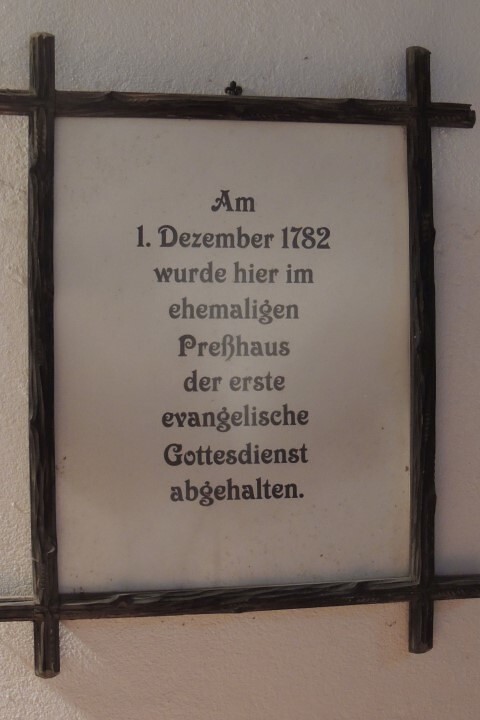 Am
1. Dezember 1782
wurde hier im
ehemaligen
Preßhaus
der erste
evangelische
Gottesdienst
abgehalten.